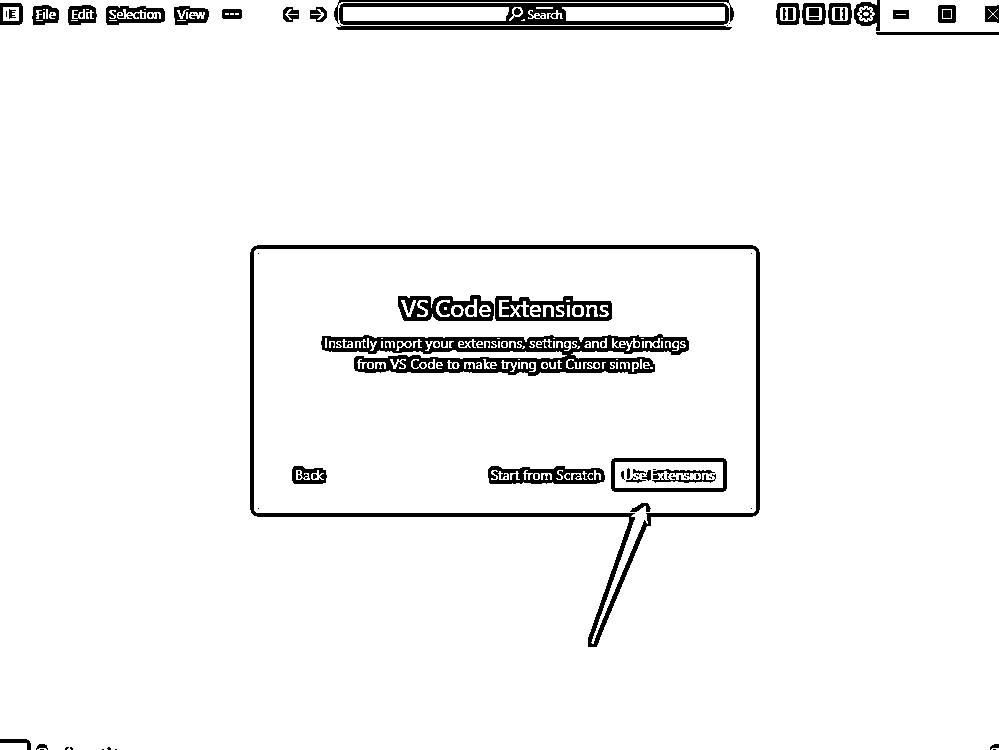 File Edit Selection View ---
Search
VS Code Extensions
Instantly import your extensions, settings, and keybindings
from VS Code to make trying out Cursor simple.
Back Start from Scratch Use Extensions